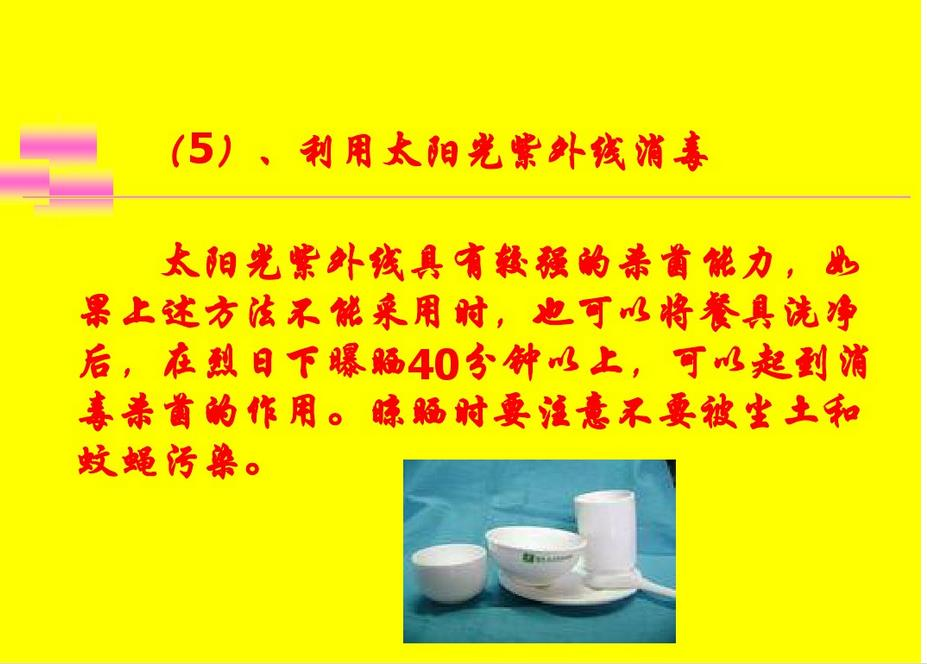 （5）、利用太阳光紫外线消毒
太阳光紫外线具有较强的杀菌能力，如
果上述方法不能采用时，也可以将餐具洗净
后，在烈日下曝晒40分钟以上，可以起到消
毒杀菌的作用。晾晒时要注意不要被尘土和
蚊蝇污染。